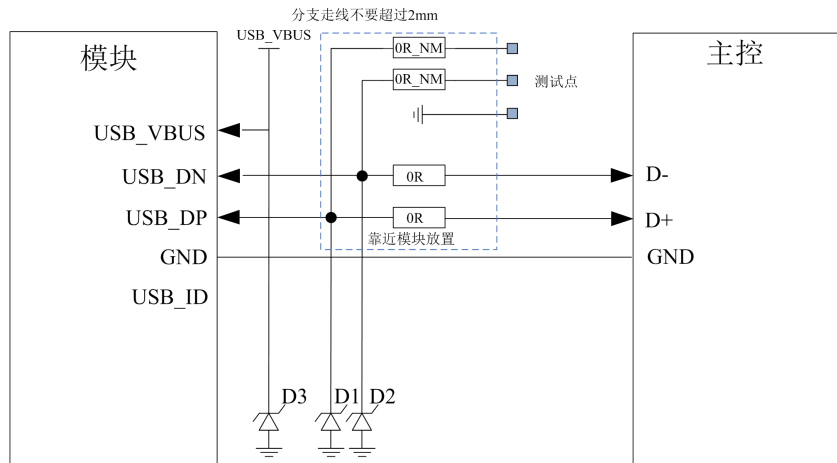 分支走线不要超过2mm
USB_VBUS
模块
主控
0R_NM
0R_NM
测试点
USB_VBUS
USB_DN
0R
D-
USB_DP
0R
D+
靠近模块放置
GND
GND
USB_ID
D3
D1
D2